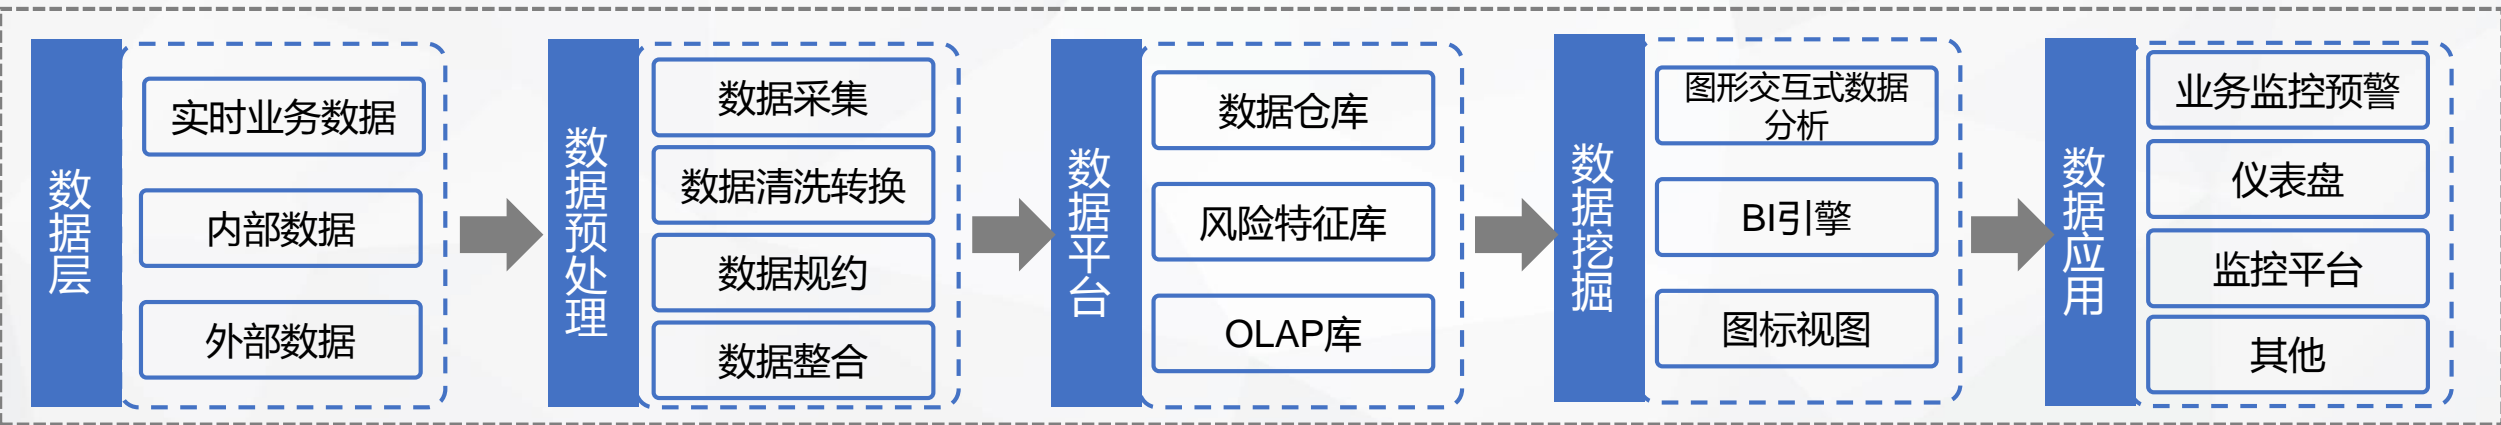 数据层
实时业务数据
内部数据
外部数据
数据预处理
数据采集
数据清洗转换
数据规约
数据整合
数据平台
数据仓库
风险特征库
OLAP库
数据挖掘
图形交互式数据
分析
BI引擎
图标视图
数据应用
业务监控预警
仪表盘
监控平台
其他